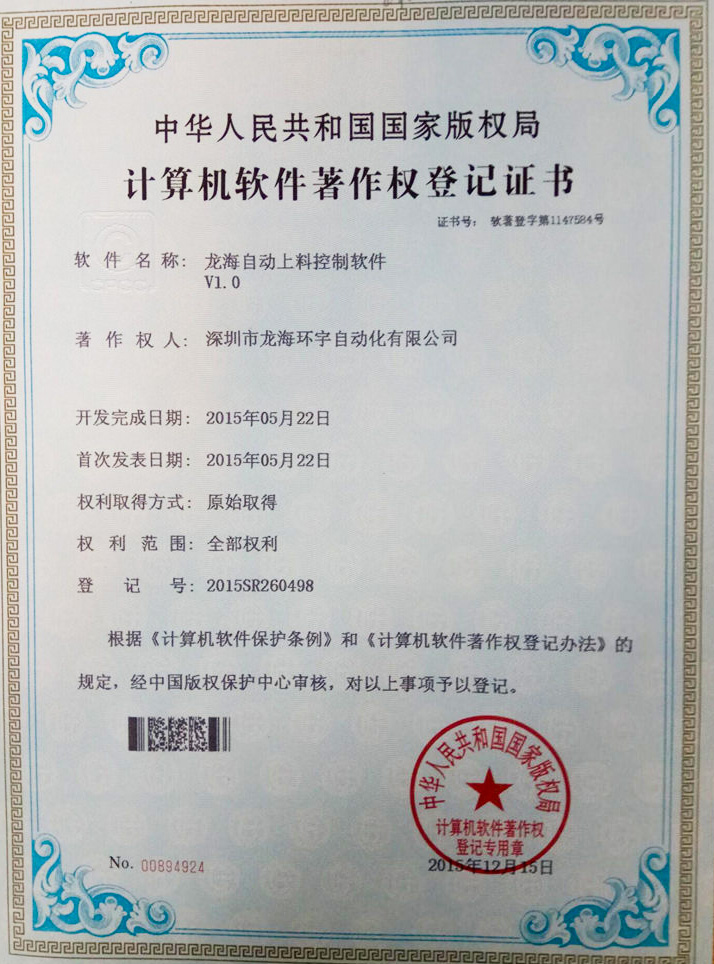 中华人民共和国国家版权局
计算机软件著作权登记证书
证书号： 软著登字第1147584号
软件名称： 龙海自动上料控制软件
V1.0
著作权人： 深圳市龙海环宇自动化有限公司
开发完成日期： 2015年05月22日
首次发表日期： 2015年05月22日
权利取得方式： 原始取得
权利范围： 全部权利
登记号： 2015SR260498
根据《计算机软件保护条例》和《计算机软件著作权登记办法》的
规定，经中国版权保护中心审核，对以上事项予以登记。
中华人民共和国国家版权局
计算机软件著作权
登记专用章
No. 00894924
2015年12月15日